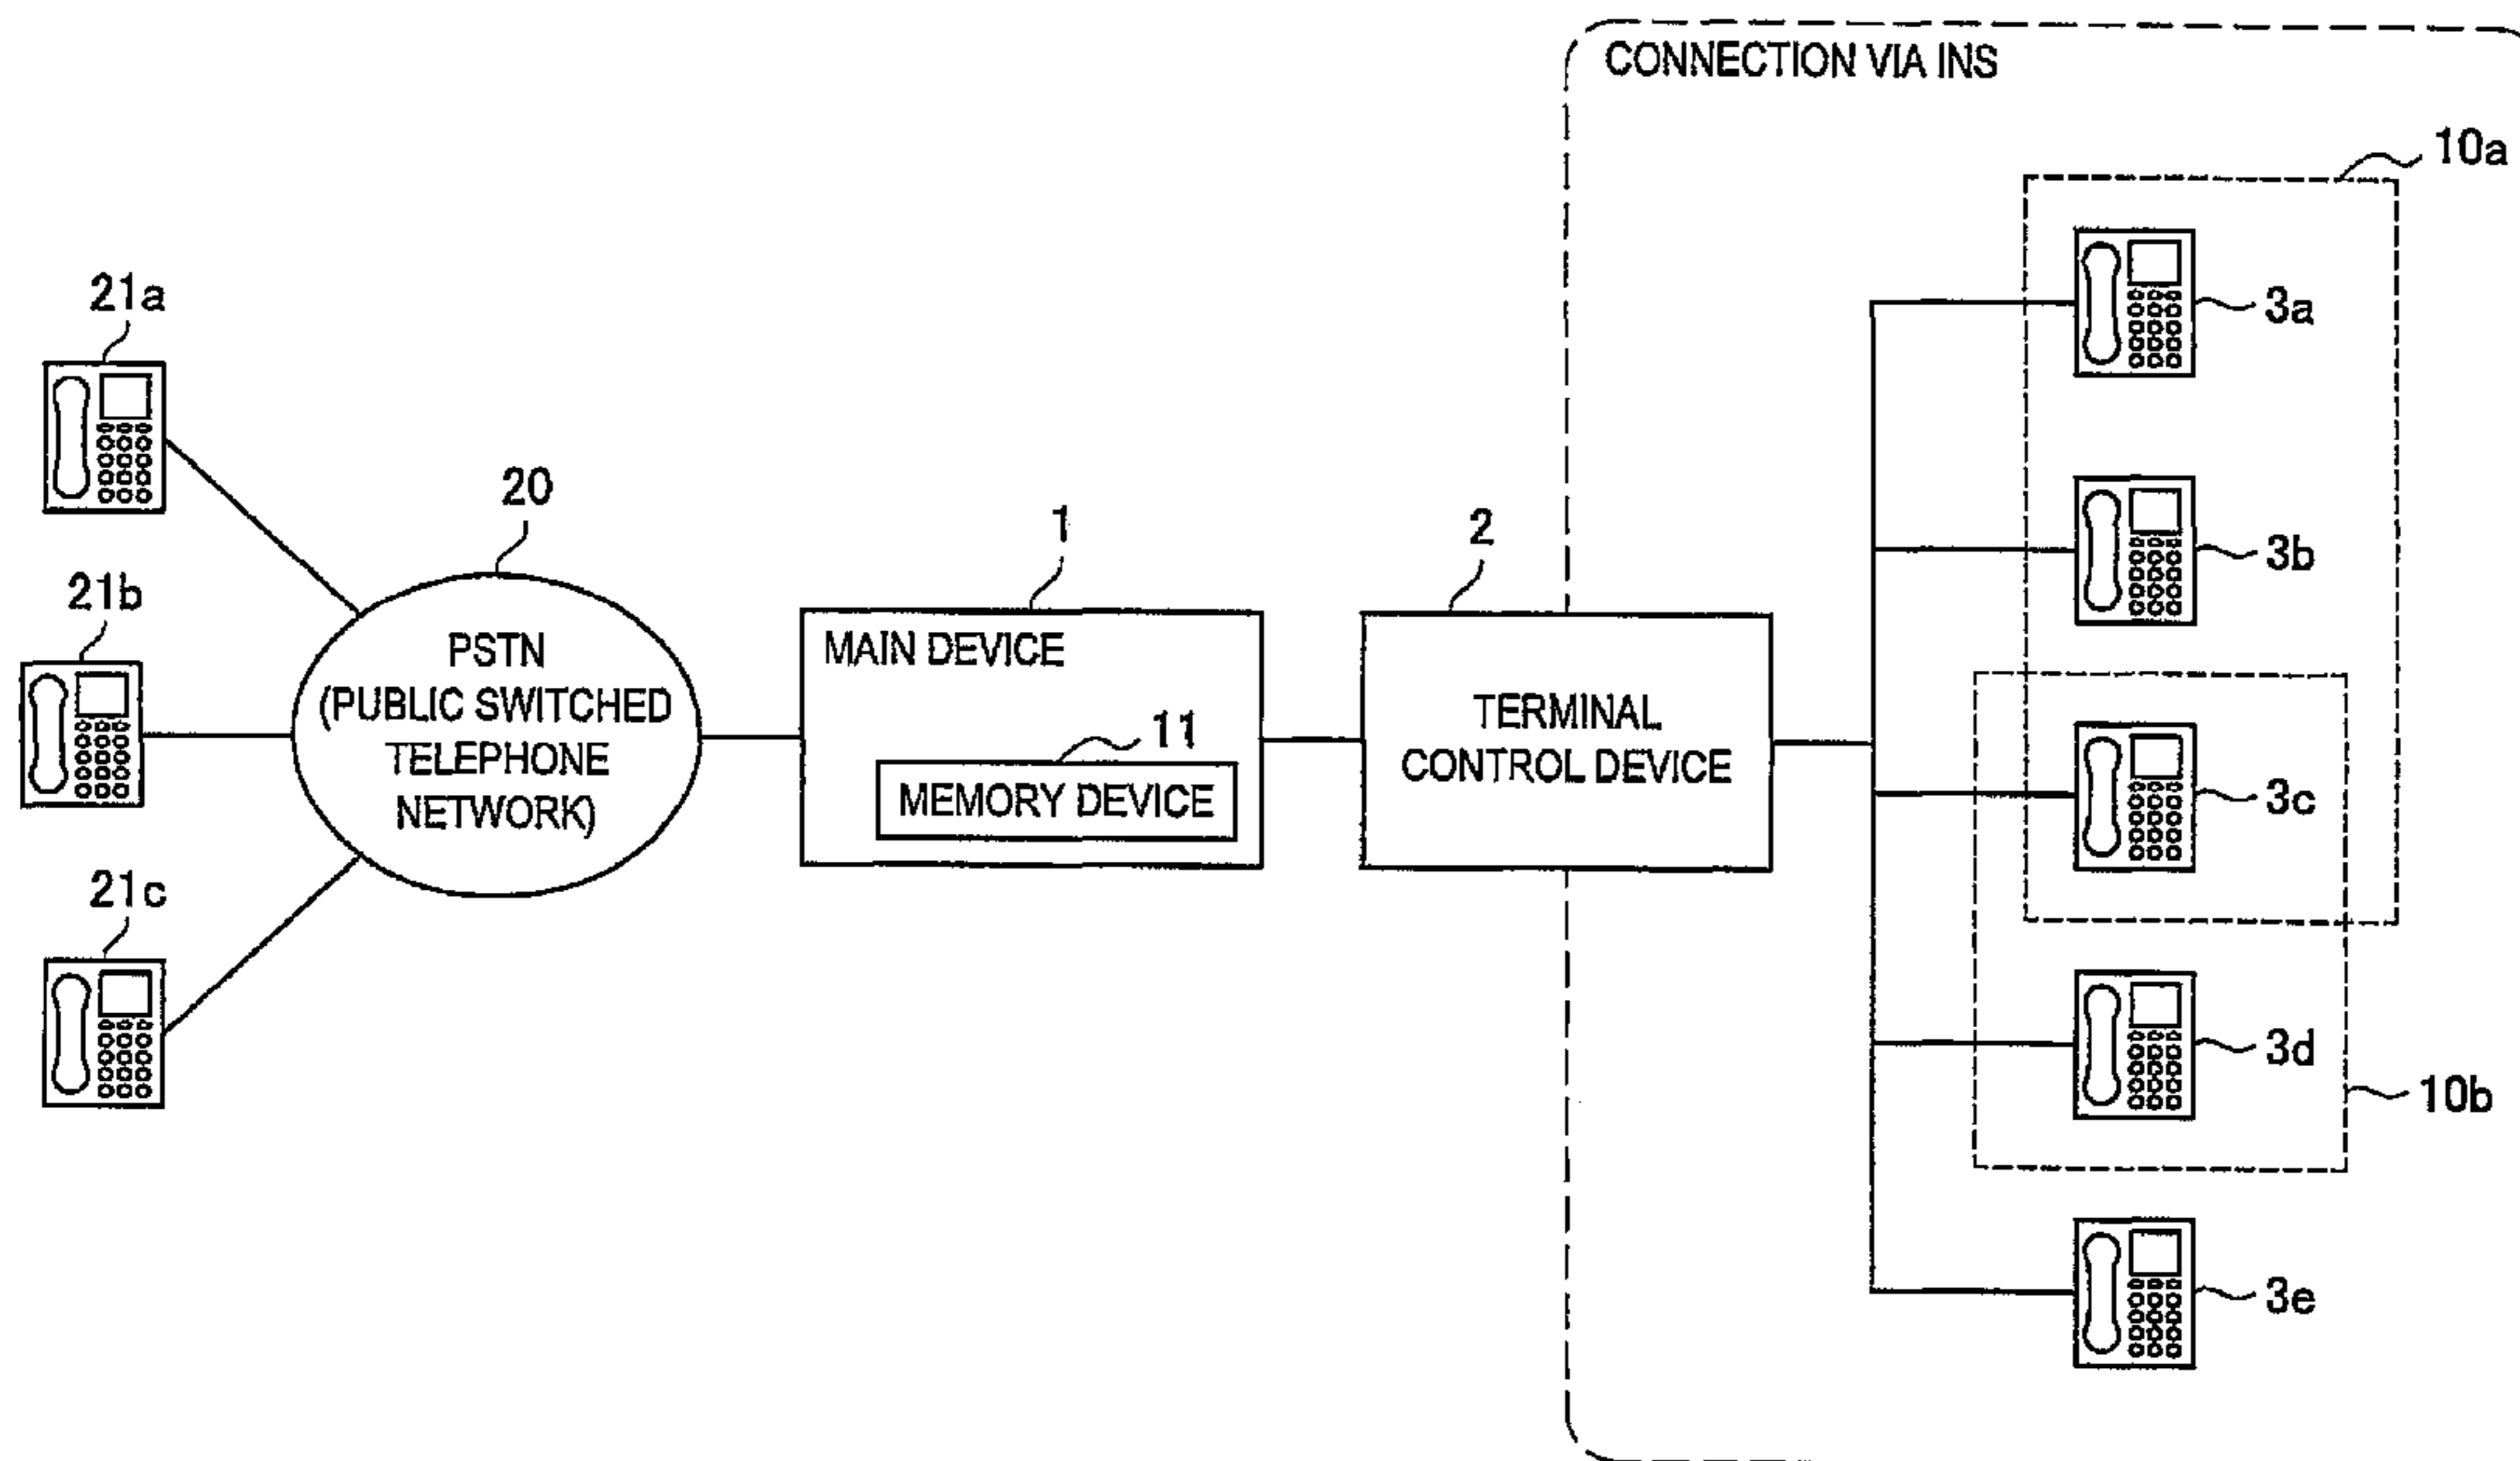 CONNECTION VIA INS
10a
3a
21a
20
1
2
3b
21b
PSTN
(PUBLIC SWITCHED
TELEPHONE
NETWORK)
MAIN DEVICE
11
MEMORY DEVICE
TERMINAL
CONTROL DEVICE
3c
21c
3d
10b
3e